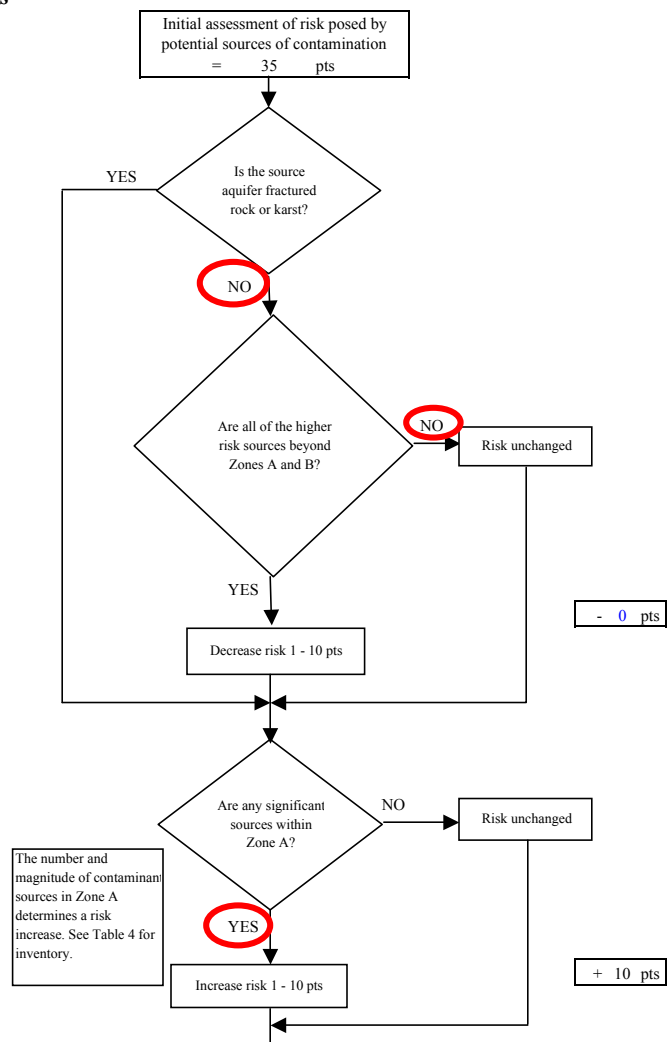 s
Initial assessment of risk posed by
potential sources of contamination
= 35 pts
YES
Is the source
aquifer fractured
rock or karst?
NO
Are all of the higher
risk sources beyond
Zones A and B?
NO
Risk unchanged
YES
- 0 pts
Decrease risk 1 - 10 pts
Are any significant
sources within
Zone A?
NO
Risk unchanged
The number and
magnitude of contaminant
sources in Zone A
determines a risk
increase. See Table 4 for
inventory.
YES
+ 10 pts
Increase risk 1 - 10 pts